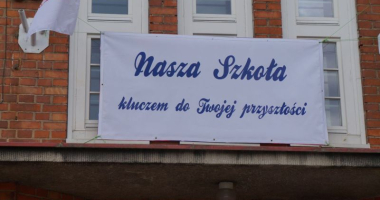 Nasza Szkoła
kluczem do Twojej przyszłości